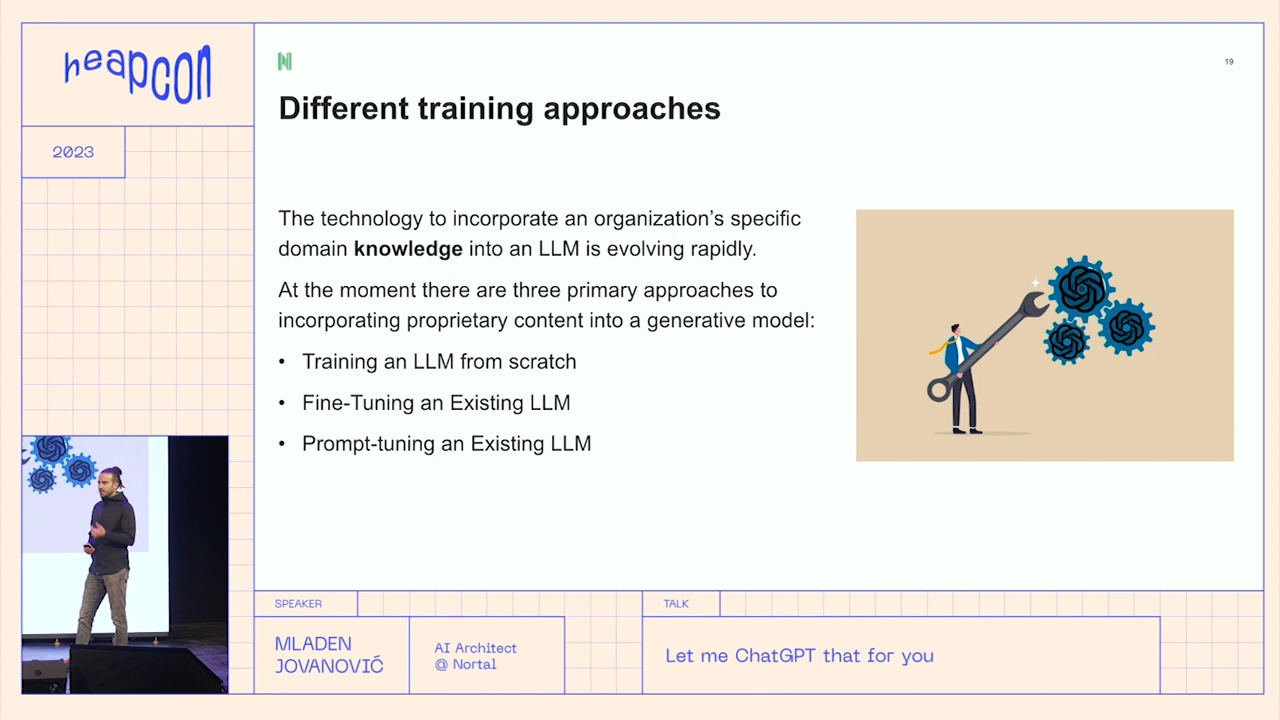 heapcon
2023
19
Different training approaches
The technology to incorporate an organization’s specific
domain knowledge into an LLM is evolving rapidly.
At the moment there are three primary approaches to
incorporating proprietary content into a generative model:
• Training an LLM from scratch
• Fine-Tuning an Existing LLM
• Prompt-tuning an Existing LLM
SPEAKER
MLADEN
JOVANOVIĆ
AI Architect
@ Nortal
TALK
Let me ChatGPT that for you